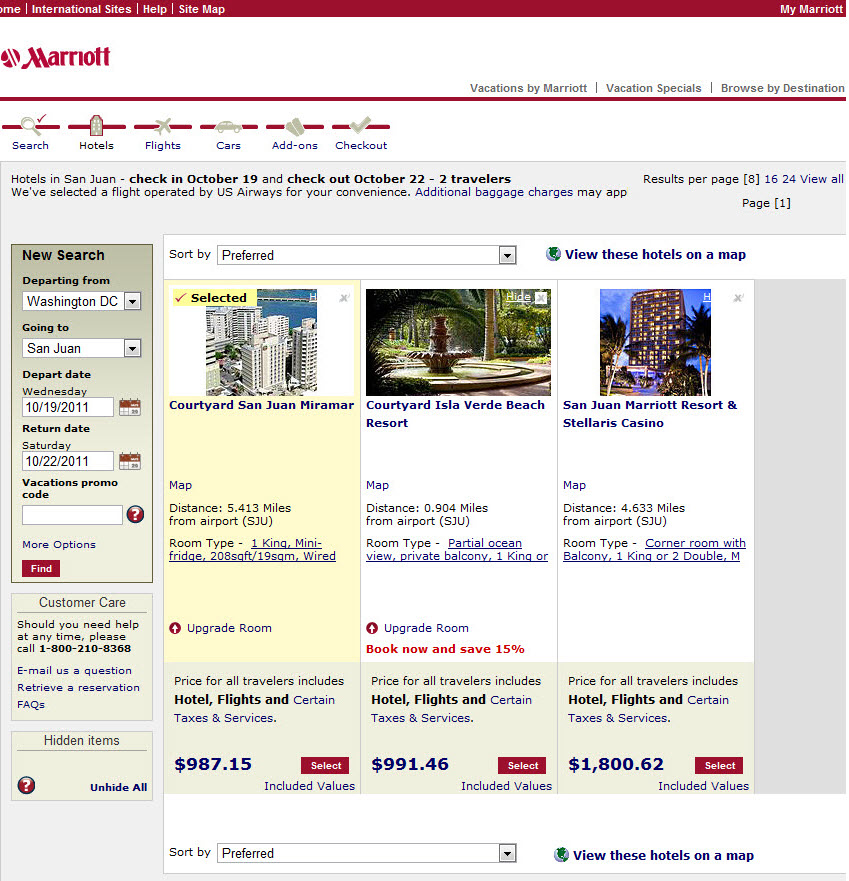 ome | International Sites | Help | Site Map
My Marriott
Marriott
Vacations by Marriott | Vacation Specials | Browse by Destination
Search
Hotels
Flights
Cars
Add-ons
Checkout
Hotels in San Juan - check in October 19 and check out October 22 - 2 travelers
We've selected a flight operated by US Airways for your convenience. Additional baggage charges may app
Results per page [8] 16 24 View all
Page [1]
New Search
Departing from
Washington DC
Going to
San Juan
Depart date
Wednesday
10/19/2011
Return date
Saturday
10/22/2011
Vacations promo
code
More Options
Find
Customer Care
Should you need help
at any time, please
call 1-800-210-8368
E-mail us a question
Retrieve a reservation
FAQs
Hidden items
Unhide All
Sort by
Preferred
View these hotels on a map
Selected
H
Courtyard San Juan Miramar
Map
Distance: 5.413 Miles
from airport (SJU)
Room Type - 1 King, Mini-
fridge, 208sqft/19sqm, Wired
Upgrade Room
Price for all travelers includes
Hotel, Flights and Certain
Taxes & Services.
$987.15
Select
Included Values
Hide
Courtyard Isla Verde Beach
Resort
Map
Distance: 0.904 Miles
from airport (SJU)
Room Type - Partial ocean
view, private balcony, 1 King or
Upgrade Room
Book now and save 15%
Price for all travelers includes
Hotel, Flights and Certain
Taxes & Services.
$991.46
Select
Included Values
H
San Juan Marriott Resort &
Stellaris Casino
Map
Distance: 4.633 Miles
from airport (SJU)
Room Type - Corner room with
Balcony, 1 King or 2 Double, M
Price for all travelers includes
Hotel, Flights and Certain
Taxes & Services.
$1,800.62
Select
Included Values
Sort by
Preferred
View these hotels on a map